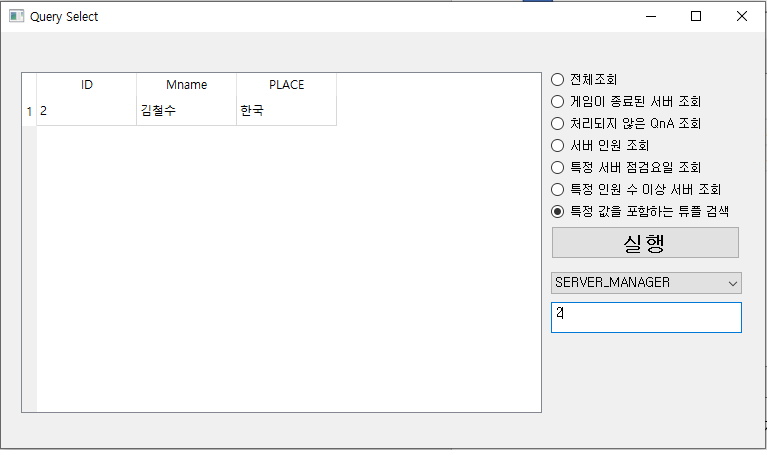 Query Select
ID Mname PLACE
1 2 김철수 한국
전체조회
게임이 종료된 서버 조회
처리되지 않은 QnA 조회
서버 인원 조회
특정 서버 점검요일 조회
특정 인원 수 이상 서버 조회
특정 값을 포함하는 튜플 검색
실행
SERVER_MANAGER
2